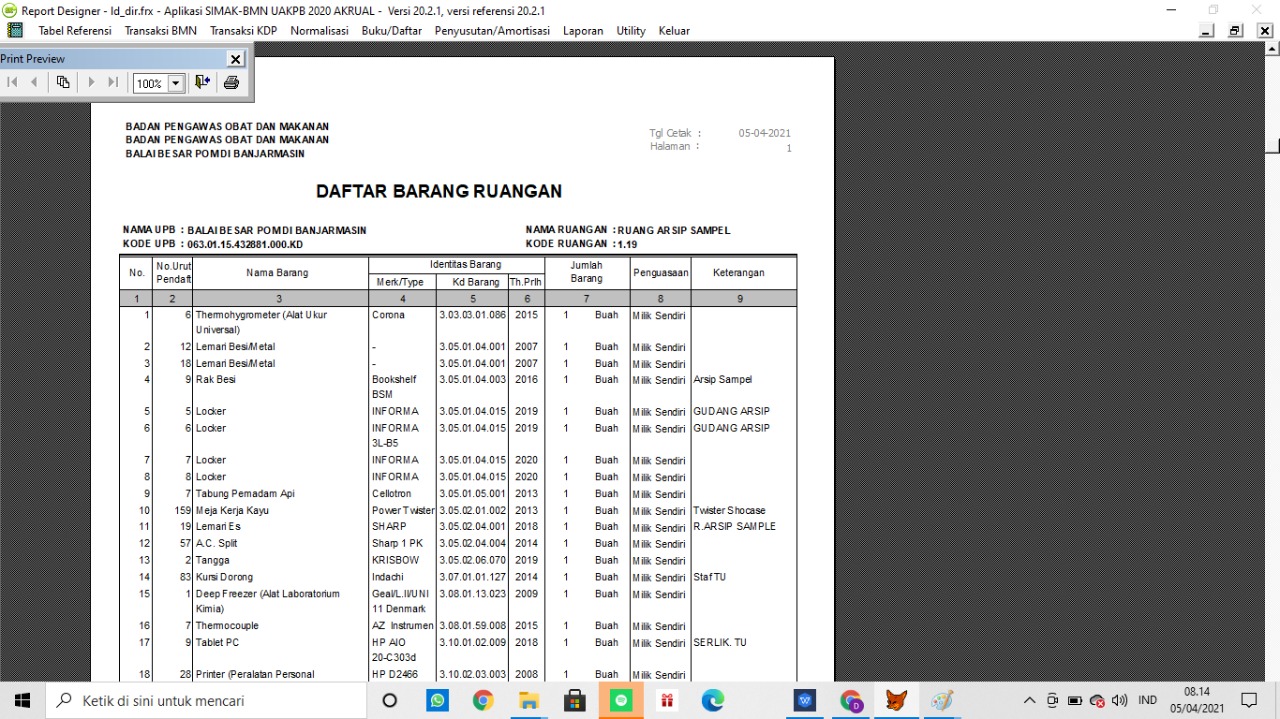 Report Designer - ld_dir.frx - Aplikasi SIMAK-BMN UAKPB 2020 AKRUAL - Versi 20.2.1, versi referensi 20.2.1
Tabel Referensi Transaksi BMN Transaksi KDP Normalisasi Buku/Daftar Penyusutan/Amortisasi Laporan Utility Keluar
Print Preview
100%
BADAN PENGAWAS OBAT DAN MAKANAN
BADAN PENGAWAS OBAT DAN MAKANAN
BALAI BESAR POM DI BANJARMASIN
Tgl Cetak : 05-04-2021
Halaman : 1
DAFTAR BARANG RUANGAN
NAMA UPB : BALAI BESAR POM DI BANJARMASIN NAMA RUANGAN : RUANG ARSIP SAMPEL
KODE UPB : 063.01.15.432881.000.KD KODE RUANGAN : 1.19
No. No.Urut Pendaft Nama Barang Identitas Barang Jumlah Barang Penguasaan Keterangan
Merk/Type Kd Barang Th.Prlh
1 2 3 4 5 6 7 8 9
1 6 Thermohygrometer (Alat Ukur Corona 3.03.03.01.086 2015 1 Buah Milik Sendiri
Universal)
2 12 Lemari Besi/Metal - 3.05.01.04.001 2007 1 Buah Milik Sendiri
3 18 Lemari Besi/Metal - 3.05.01.04.001 2007 1 Buah Milik Sendiri
4 9 Rak Besi Bookshelf 3.05.01.04.003 2016 1 Buah Milik Sendiri Arsip Sampel
BSM
5 5 Locker INFORMA 3.05.01.04.015 2019 1 Buah Milik Sendiri GUDANG ARSIP
6 6 Locker INFORMA 3.05.01.04.015 2019 1 Buah Milik Sendiri GUDANG ARSIP
3L-B5
7 7 Locker INFORMA 3.05.01.04.015 2020 1 Buah Milik Sendiri
8 8 Locker INFORMA 3.05.01.04.015 2020 1 Buah Milik Sendiri
9 7 Tabung Pemadam Api Cellotron 3.05.01.05.001 2013 1 Buah Milik Sendiri
10 159 Meja Kerja Kayu Power Twister 3.05.02.01.002 2013 1 Buah Milik Sendiri Twister Shocase
11 19 Lemari Es SHARP 3.05.02.04.001 2018 1 Buah Milik Sendiri R.ARSIP SAMPLE
12 57 A.C. Split Sharp 1 PK 3.05.02.04.004 2014 1 Buah Milik Sendiri
13 2 Tangga KRISBOW 3.05.02.06.070 2019 1 Buah Milik Sendiri
14 83 Kursi Dorong Indachi 3.07.01.01.127 2014 1 Buah Milik Sendiri Staf TU
15 1 Deep Freezer (Alat Laboratorium Geal/L.II/UNI 3.08.01.13.023 2009 1 Buah Milik Sendiri
Kimia) 11 Denmark
16 7 Thermocouple AZ Instrumen 3.08.01.59.008 2015 1 Buah Milik Sendiri
17 9 Tablet PC HP AIO 3.10.01.02.009 2018 1 Buah Milik Sendiri SERLIK. TU
20-C303d
18 28 Printer (Peralatan Personal HP D2466 3.10.02.03.003 2008 1 Buah Milik Sendiri
Ketik di sini untuk mencari
IND
08.14
05/04/2021